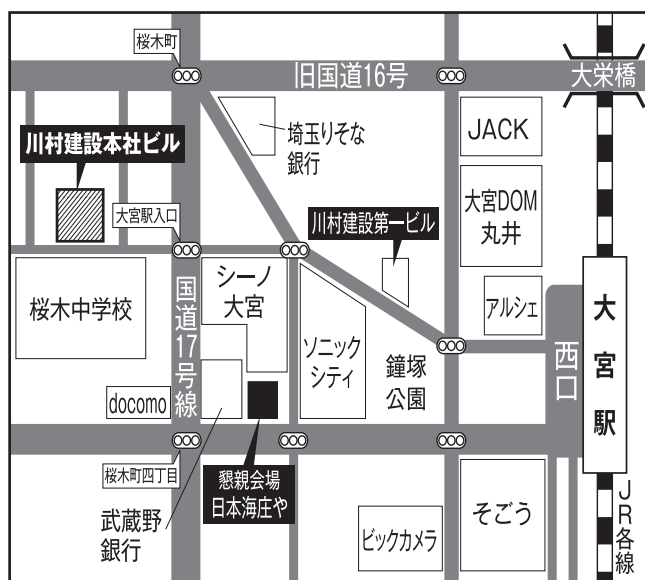 桜木町
旧国道16号
大栄橋
埼玉りそな
銀行
JACK
川村建設本社ビル
大宮DOM
丸井
大宮駅入口
川村建設第一ビル
シーノ
大宮
桜木中学校
国道17号線
アルシェ
ソニック
シティ
鐘塚
公園
西口
大宮駅
docomo
桜木町四丁目
懇親会場
日本海庄や
武蔵野
銀行
ビックカメラ
そごう
JR各線